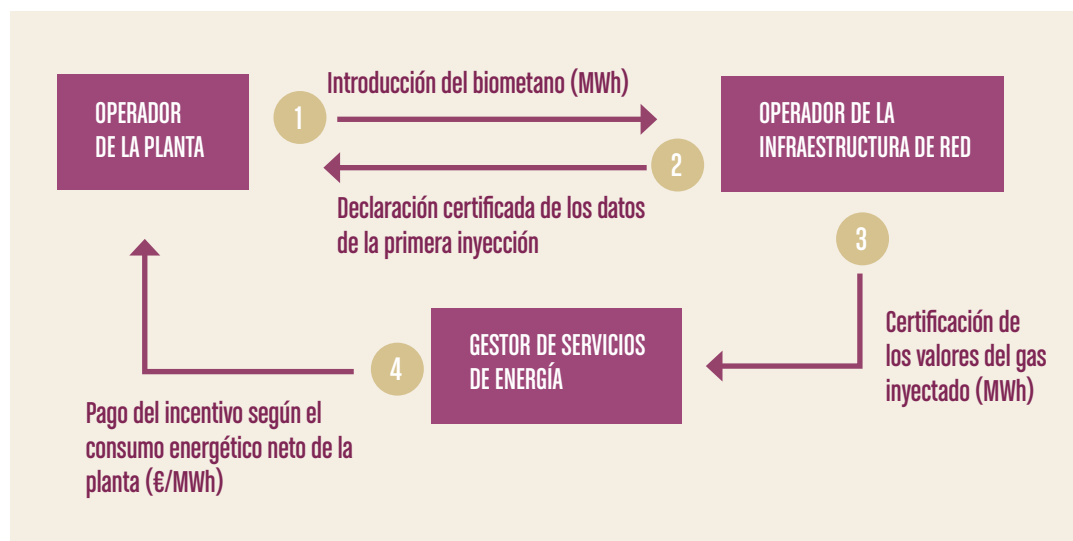 OPERADOR
DE LA PLANTA
1
Introducción del biometano (MWh)
OPERADOR DE LA
INFRAESTRUCTURA DE RED
2
Declaración certificada de los datos
de la primera inyección
3
Certificación de
los valores del gas
inyectado (MWh)
GESTOR DE SERVICIOS
DE ENERGÍA
4
Pago del incentivo según el
consumo energético neto de la
planta (€/MWh)